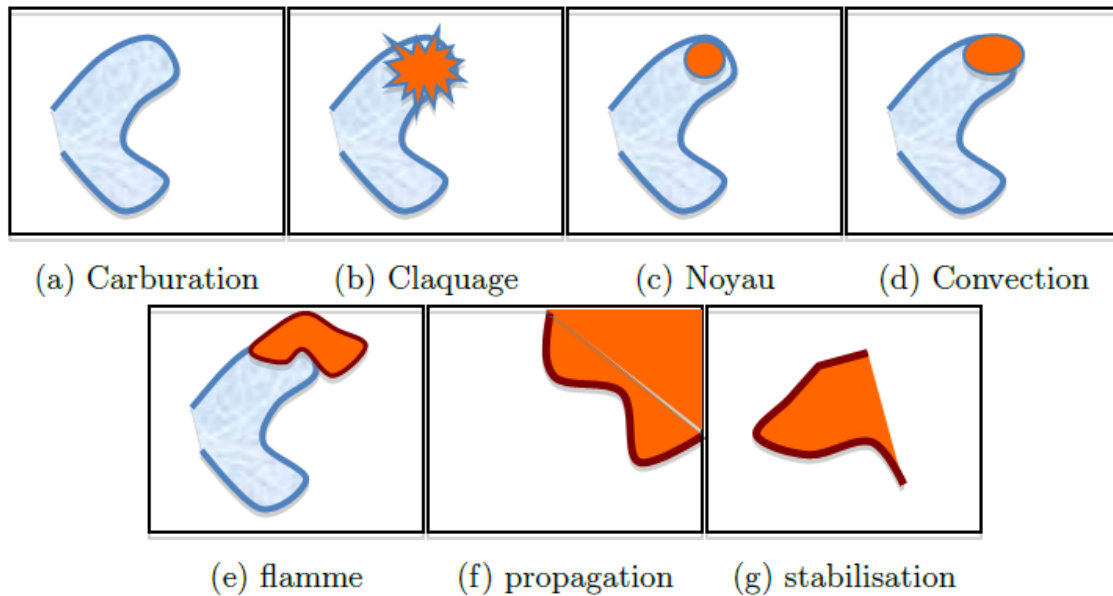 (a) Carburation (b) Claquage (c) Noyau (d) Convection
(e) flamme (f) propagation (g) stabilisation